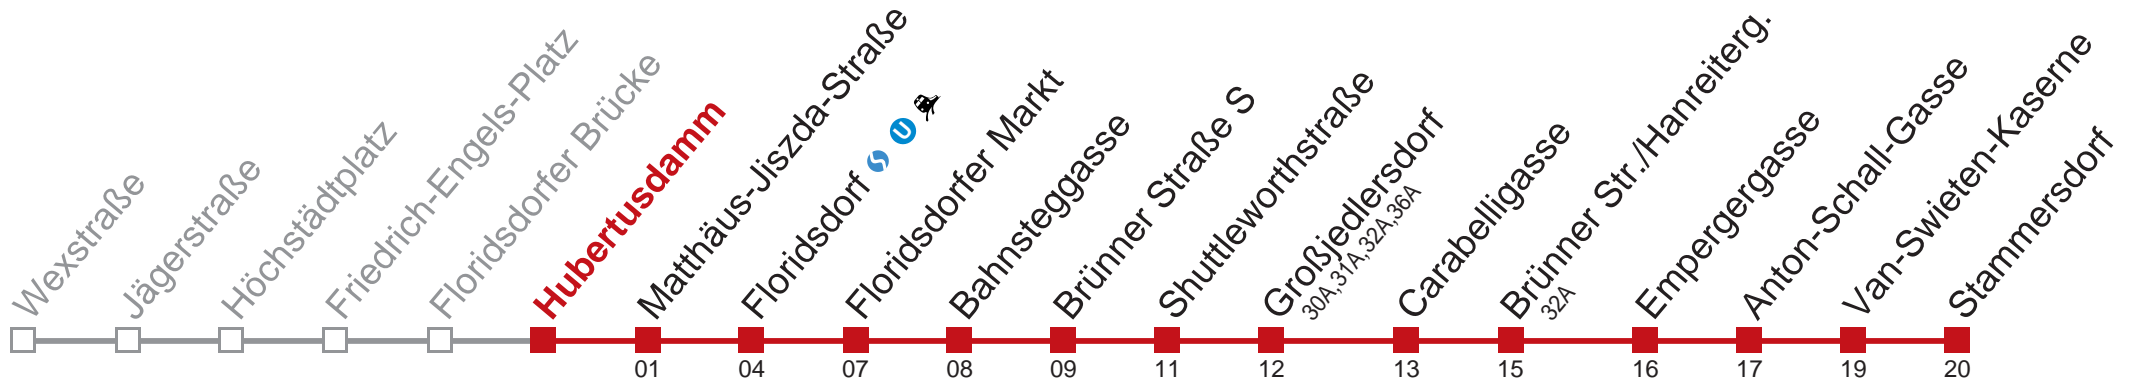 Wexstraße
Jägerstraße
Höchstädtplatz
Friedrich-Engels-Platz
Floridsdorfer Brücke
Hubertusdamm
Matthäus-Jiszda-Straße
Floridsdorf S U
Floridsdorfer Markt
Bahnsteggasse
Brünner Straße S
Shuttleworthstraße
Großjedlersdorf
30A,31A,32A,36A
Carabelligasse
Brünner Str./Hanreiterg.
32A
Empergergasse
Anton-Schall-Gasse
Van-Swieten-Kaserne
Stammersdorf
01 04 07 08 09 11 12 13 15 16 17 19 20